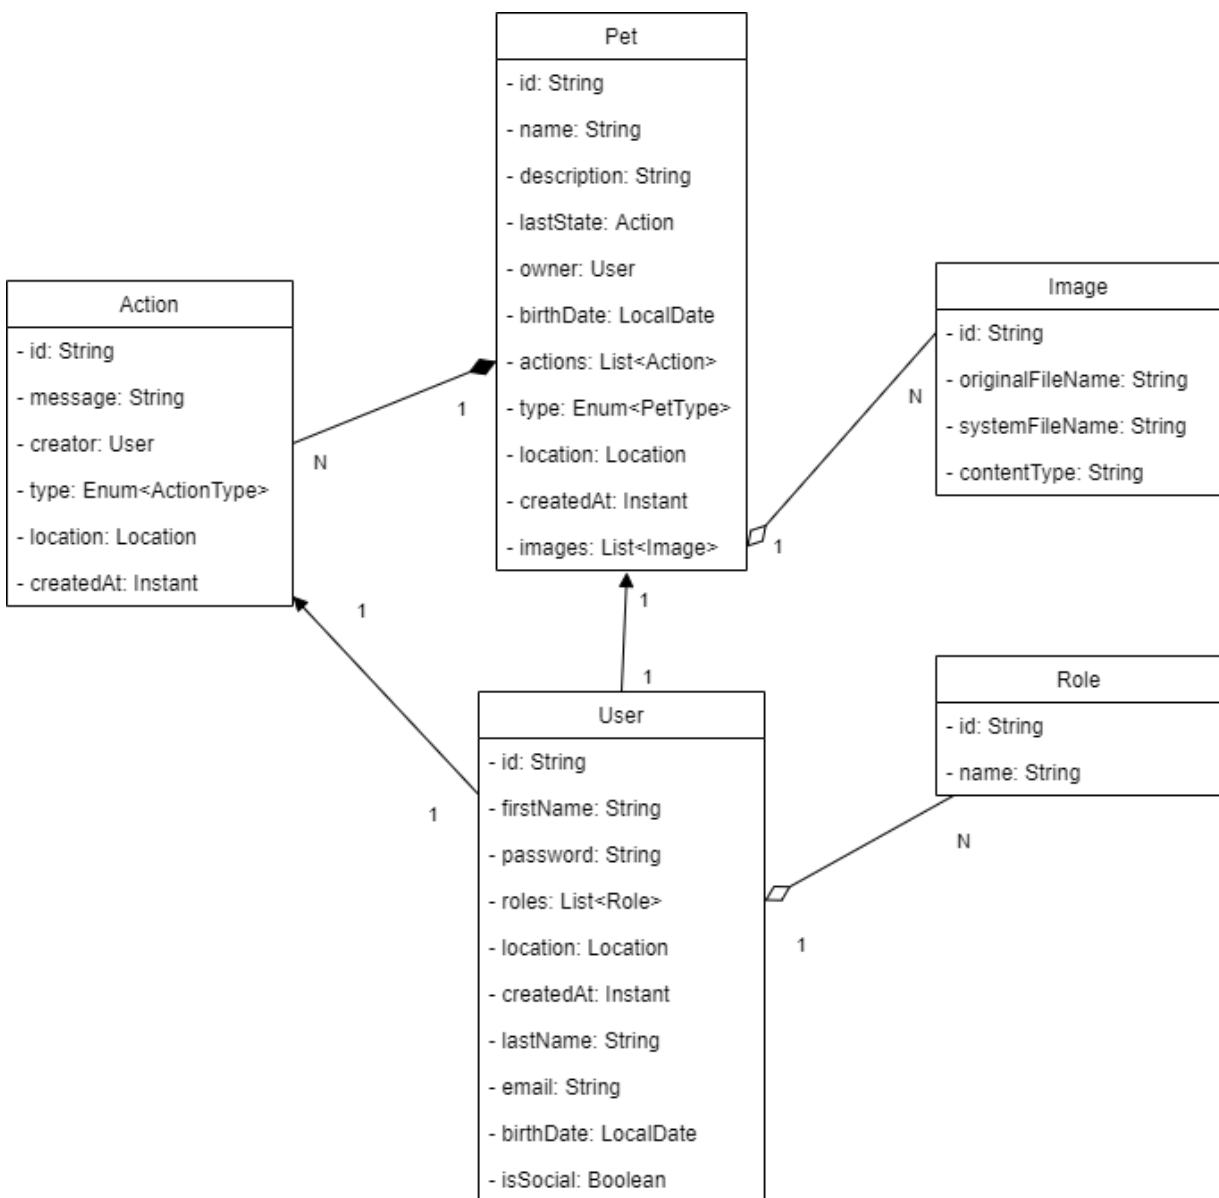 Pet
- id: String
- name: String
- description: String
- lastState: Action
- owner: User
- birthDate: LocalDate
- actions: List<Action>
- type: Enum<PetType>
- location: Location
- createdAt: Instant
- images: List<Image>
Action
- id: String
- message: String
- creator: User
- type: Enum<ActionType>
- location: Location
- createdAt: Instant
Image
- id: String
- originalFileName: String
- systemFileName: String
- contentType: String
1
N
N
1
1
1
1
1
User
- id: String
- firstName: String
- password: String
- roles: List<Role>
- location: Location
- createdAt: Instant
- lastName: String
- email: String
- birthDate: LocalDate
- isSocial: Boolean
Role
- id: String
- name: String
N
1